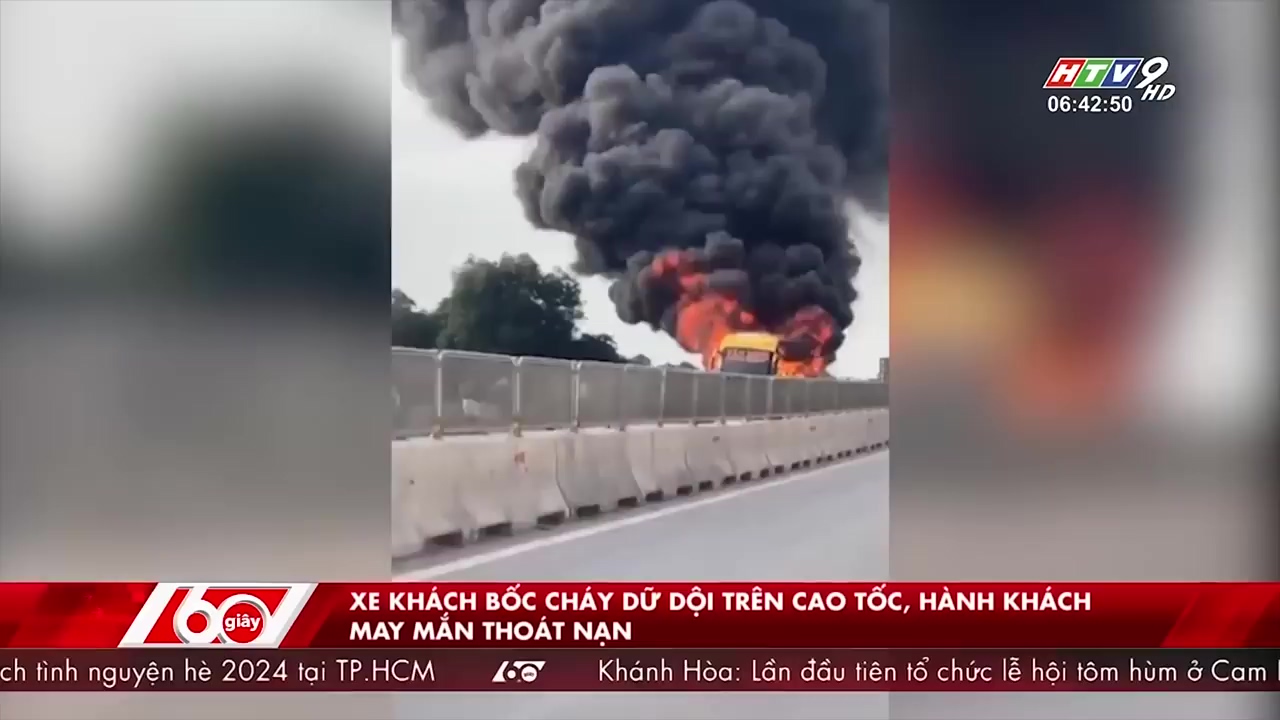 HTV9
HD
06:42:50
60 giây
XE KHÁCH BỐC CHÁY DỮ DỘI TRÊN CAO TỐC, HÀNH KHÁCH
MAY MẮN THOÁT NẠN
ch tình nguyện hè 2024 tại TP.HCM 60 giây Khánh Hòa: Lần đầu tiên tổ chức lễ hội tôm hùm ở Cam